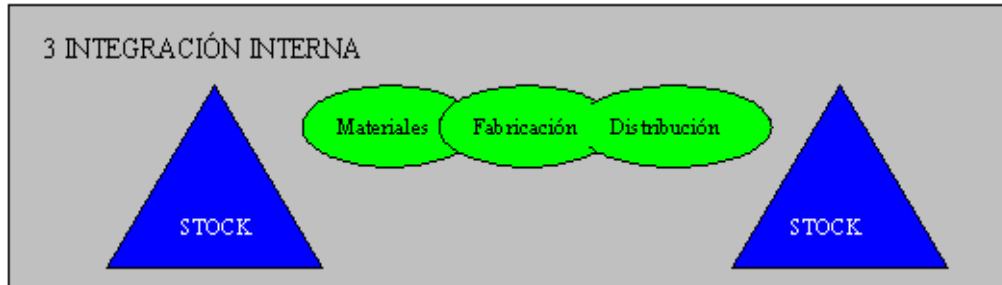 3 INTEGRACIÓN INTERNA
Materiales
Fabricación
Distribución
STOCK
STOCK